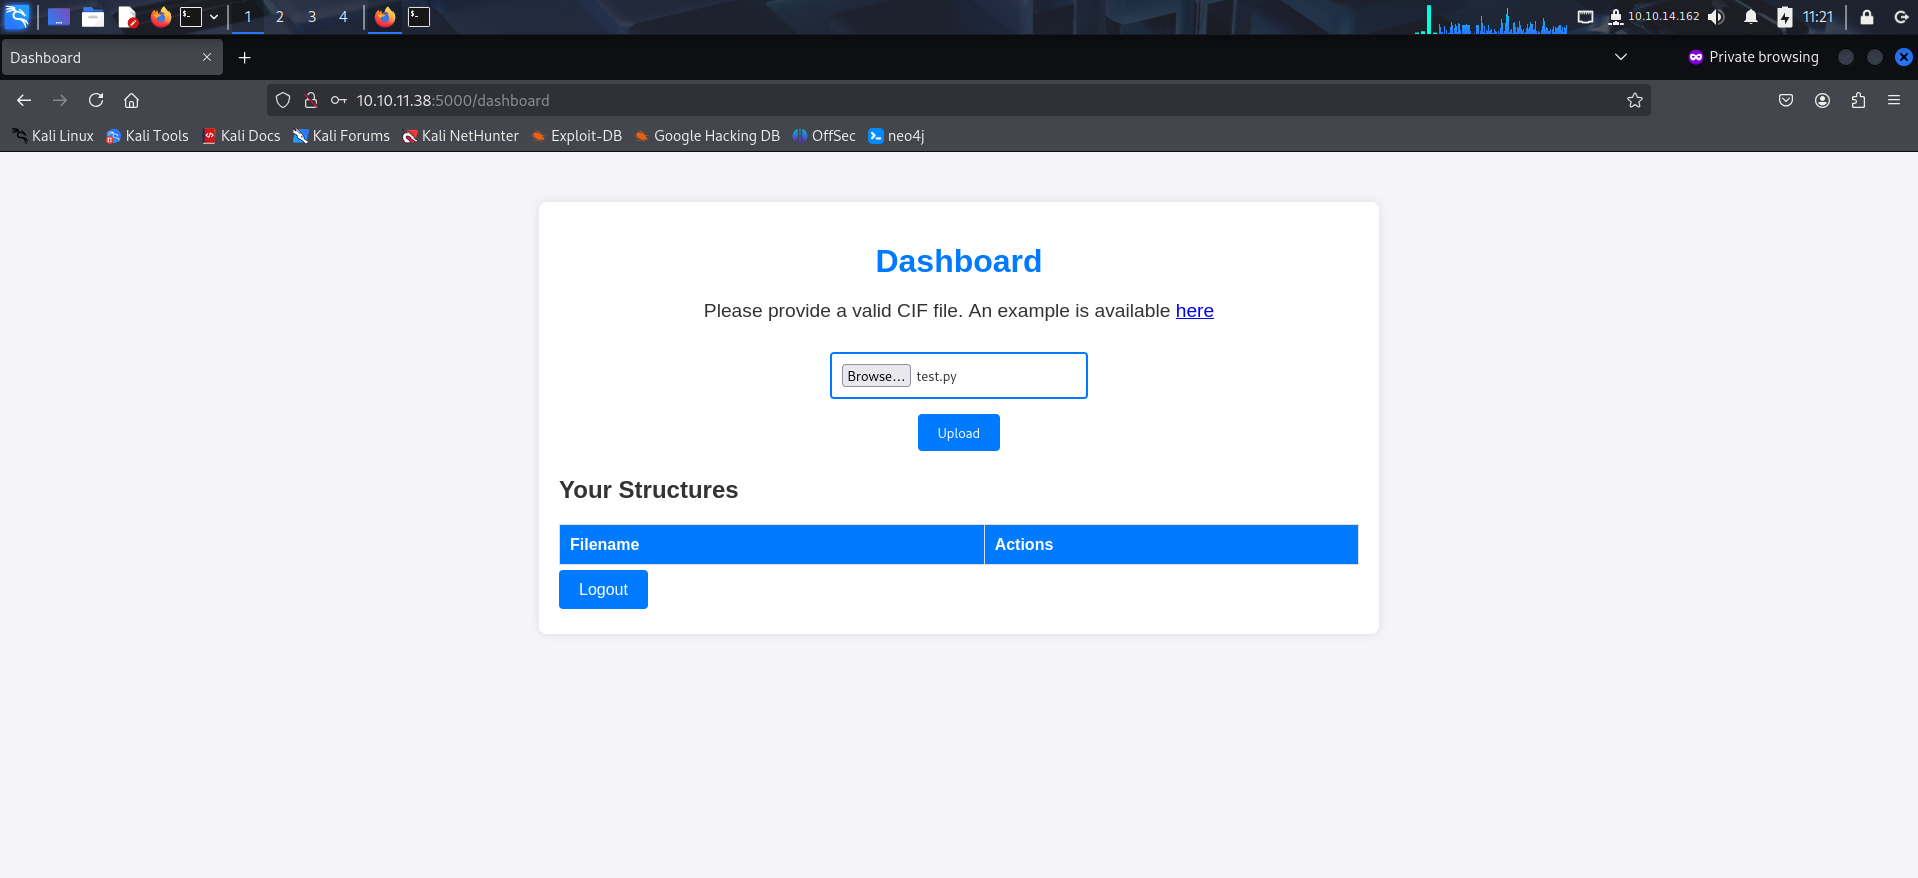 1 2 3 4 10.10.14.162 11:21
Dashboard Private browsing
10.10.11.38:5000/dashboard
Kali Linux Kali Tools Kali Docs Kali Forums Kali NetHunter Exploit-DB Google Hacking DB OffSec neo4j
Dashboard
Please provide a valid CIF file. An example is available here
Browse... test.py
Upload
Your Structures
Filename Actions
Logout